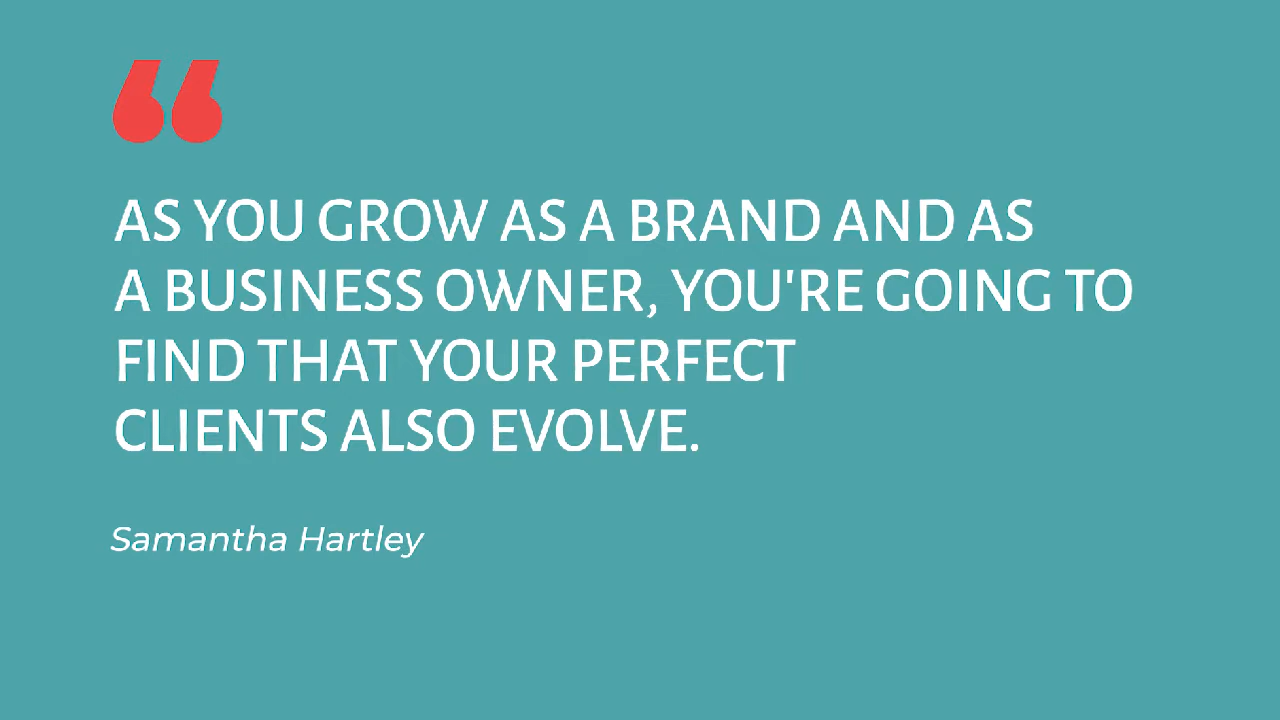 “
AS YOU GROW AS A BRAND AND AS
A BUSINESS OWNER, YOU'RE GOING TO
FIND THAT YOUR PERFECT
CLIENTS ALSO EVOLVE.
Samantha Hartley